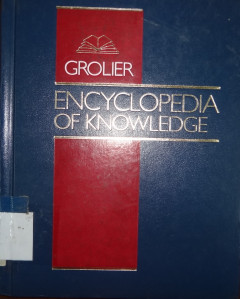 GROLIER
ENCYCLOPEDIA
OF KNOWLEDGE